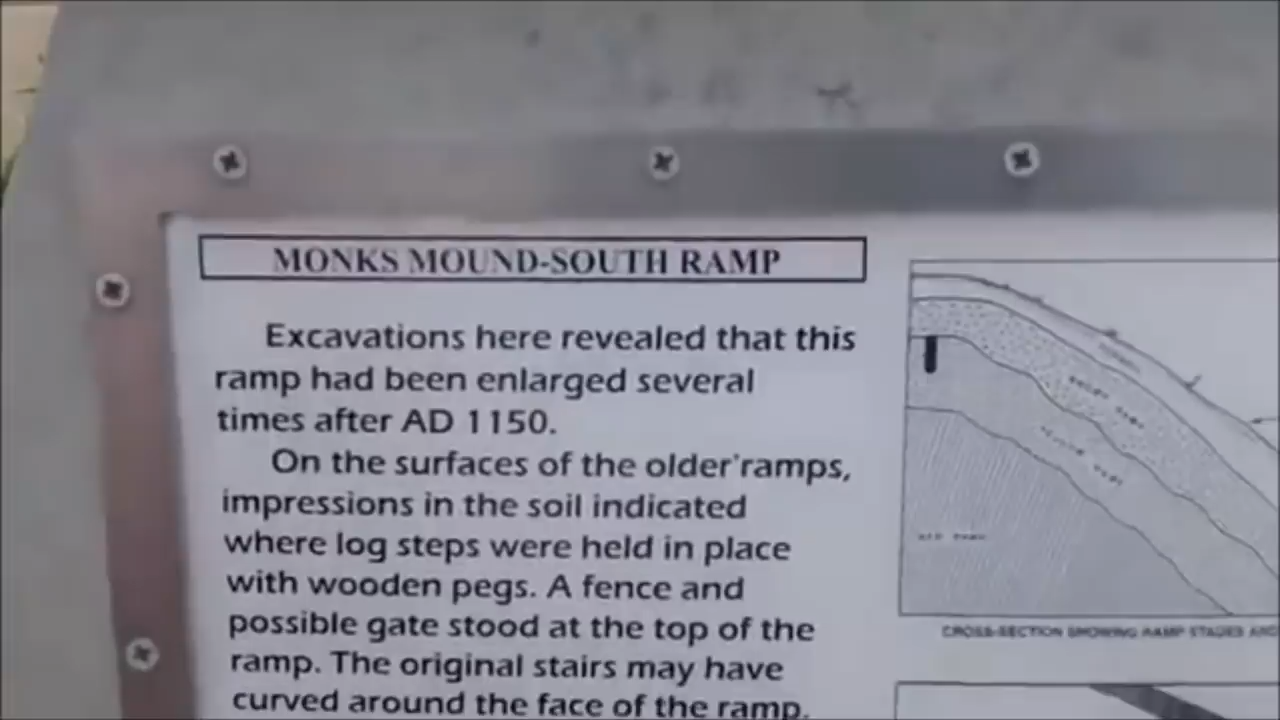 MONKS MOUND-SOUTH RAMP
Excavations here revealed that this
ramp had been enlarged several
times after AD 1150.
On the surfaces of the older ramps,
impressions in the soil indicated
where log steps were held in place
with wooden pegs. A fence and
possible gate stood at the top of the
ramp. The original stairs may have
curved around the face of the ramp.
CROSS-SECTION SHOWING RAMP STAGES